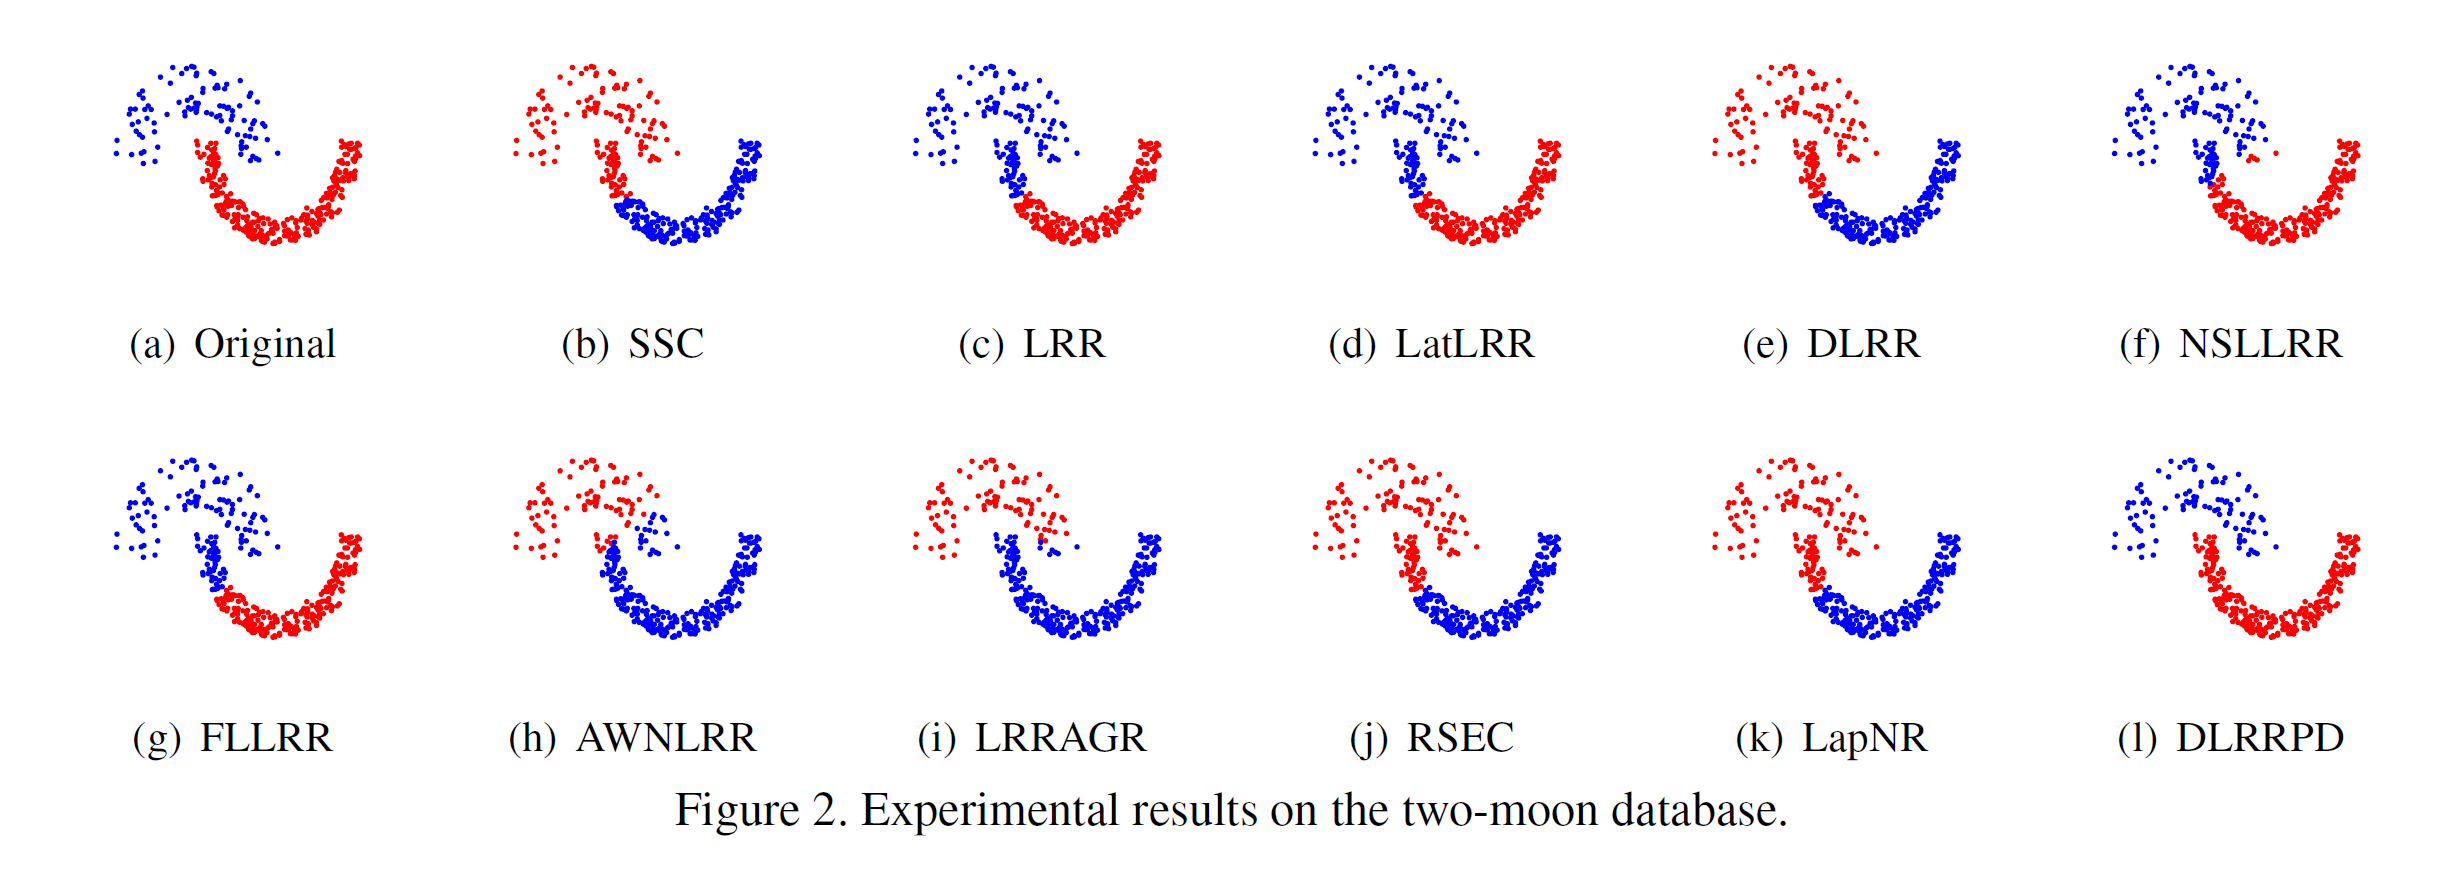 (a) Original (b) SSC (c) LRR (d) LatLRR (e) DLRR (f) NSLLRR
(g) FLLRR (h) AWNLRR (i) LRRAGR (j) RSEC (k) LapNR (l) DLRRPD
Figure 2. Experimental results on the two-moon database.